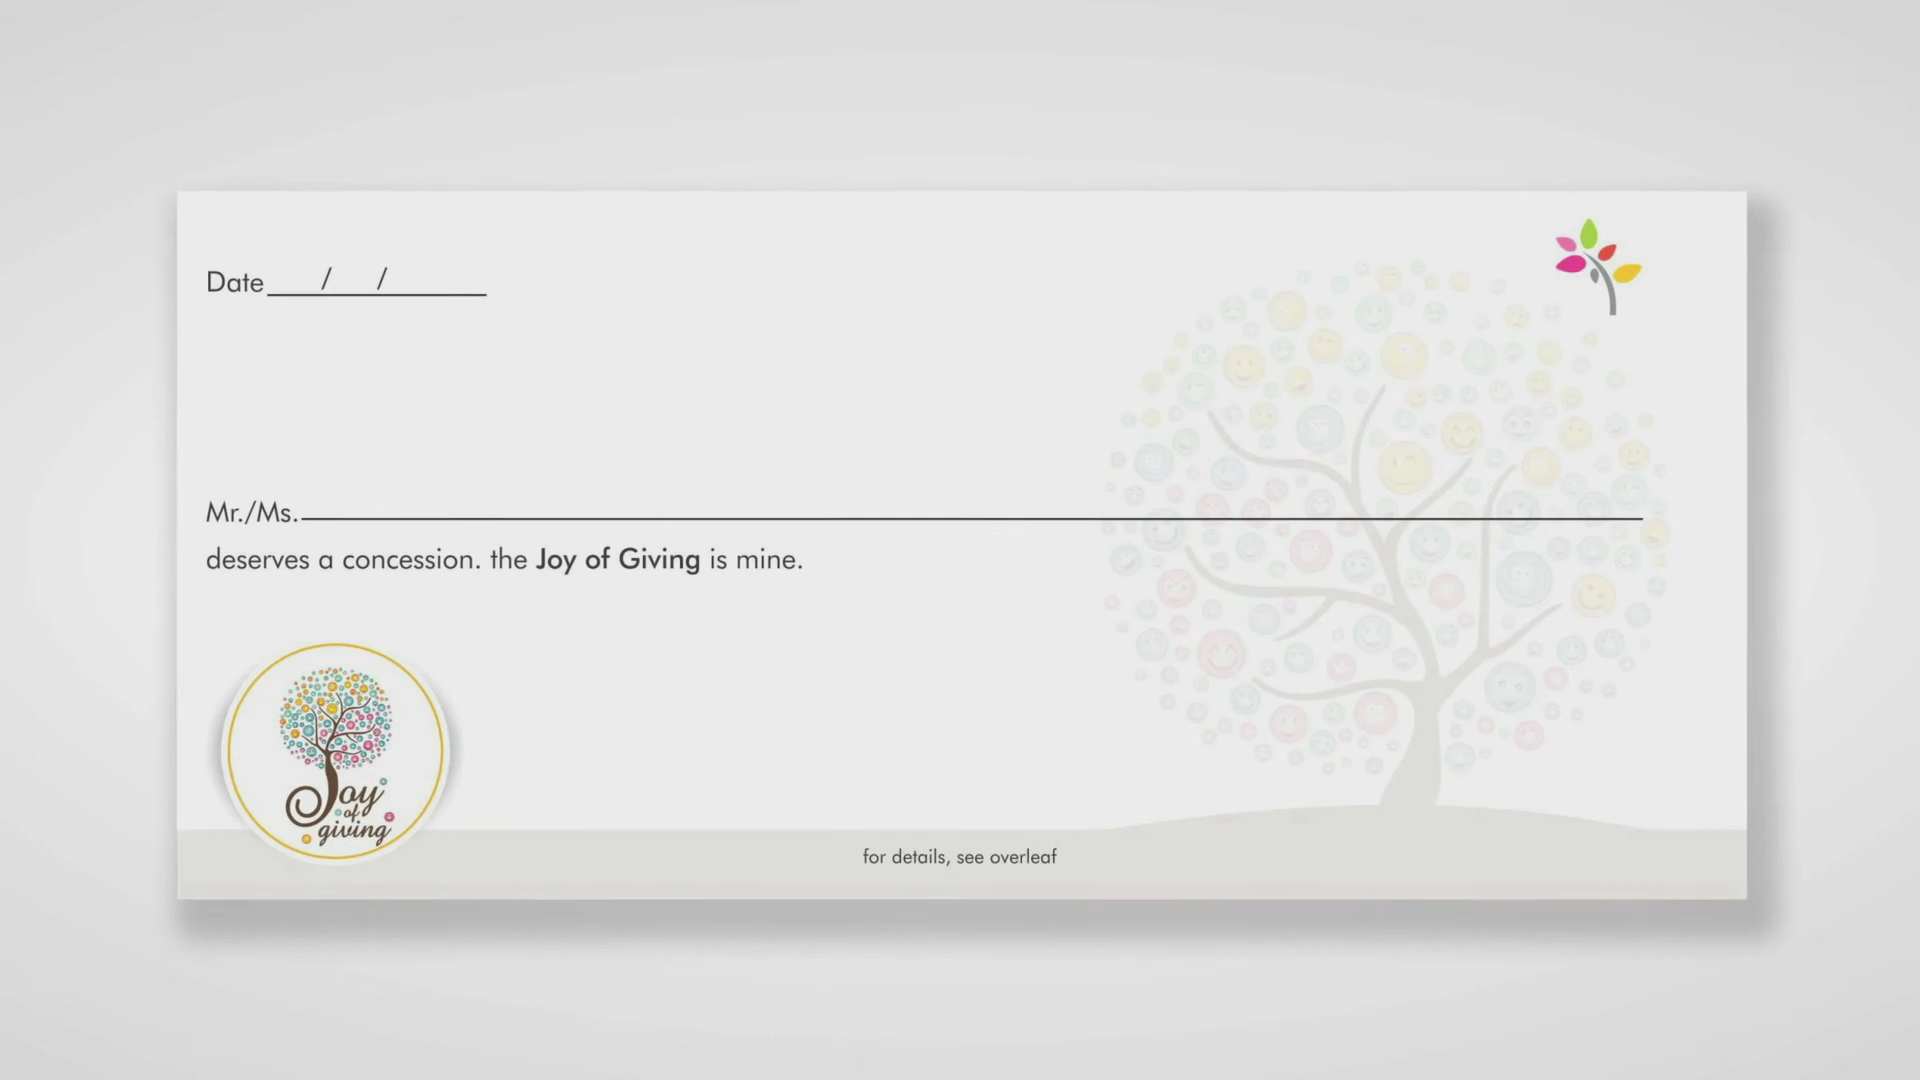 Date / /
Mr./Ms.
deserves a concession. the Joy of Giving is mine.
Joy
of
giving
for details, see overleaf